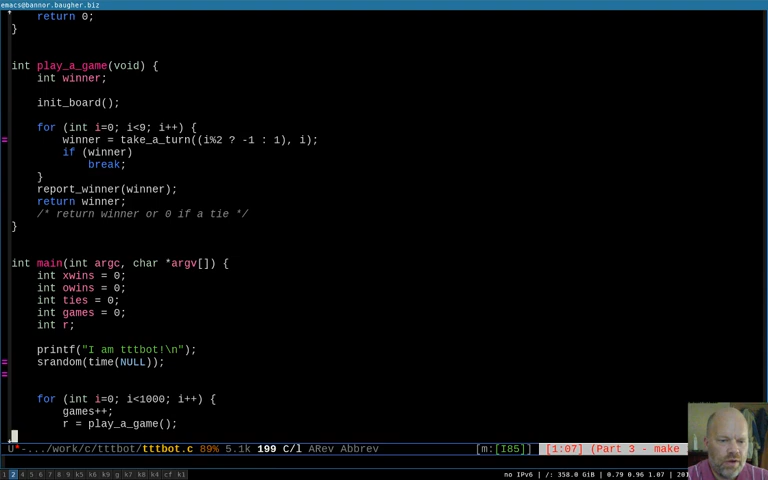 emacs@bannor.baugher.biz
return 0;
}
int play_a_game(void) {
int winner;
init_board();
for (int i=0; i<9; i++) {
winner = take_a_turn((i%2 ? -1 : 1), i);
if (winner)
break;
}
report_winner(winner);
return winner;
/* return winner or 0 if a tie */
}
int main(int argc, char *argv[]) {
int xwins = 0;
int owins = 0;
int ties = 0;
int games = 0;
int r;
printf("I am tttbot!\n");
srandom(time(NULL));
for (int i=0; i<1000; i++) {
games++;
r = play_a_game();
U*-.../work/c/tttbot/tttbot.c 89% 5.1k 199 C/l ARev Abbrev [m:[I85]] [1:07] (Part 3 - make
1 2 3 4 5 6 7 8 9 k5 k6 k9 g k7 k8 k4 cf k1 no IPv6 | /: 358.0 GiB | 0.79 0.96 1.07 | 201